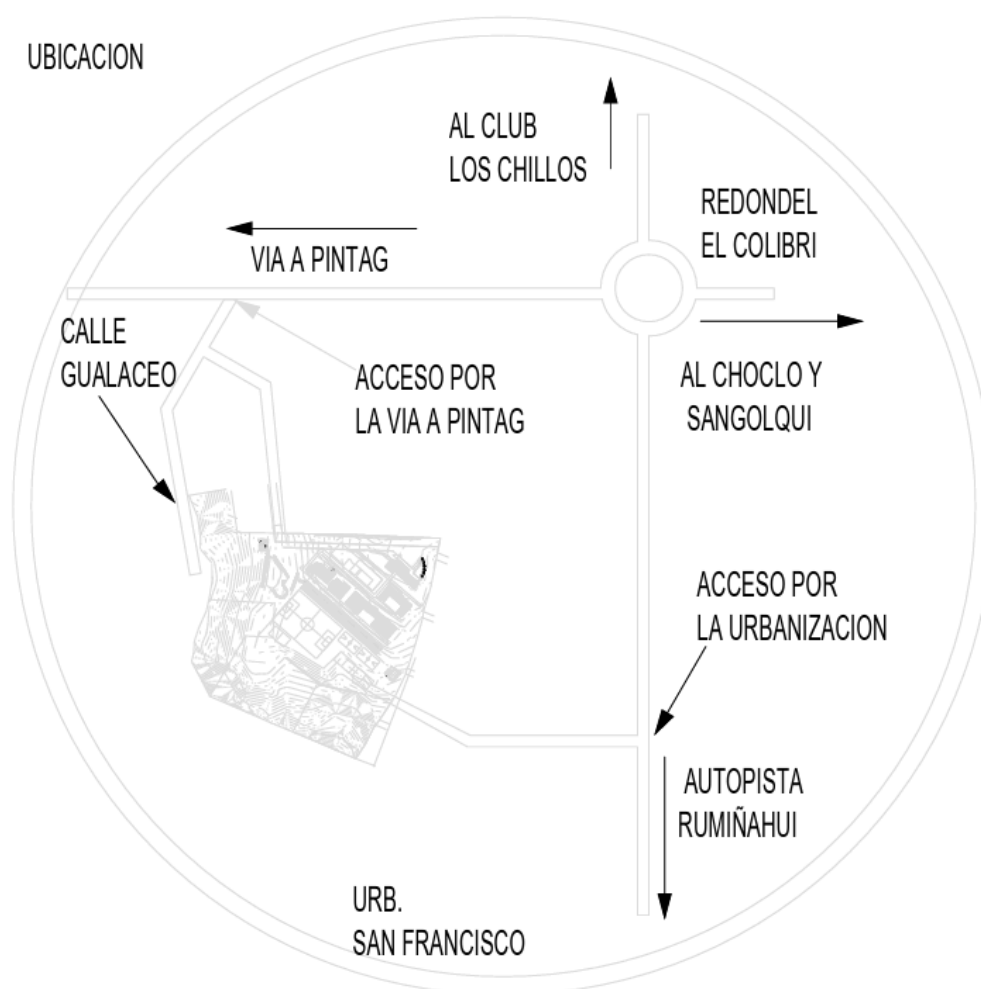 UBICACION
AL CLUB
LOS CHILLOS
REDONDEL
EL COLIBRI
VIA A PINTAG
CALLE
GUALACEO
ACCESO POR
LA VIA A PINTAG
AL CHOCLO Y
SANGOLQUI
ACCESO POR
LA URBANIZACION
AUTOPISTA
RUMIÑAHUI
URB.
SAN FRANCISCO